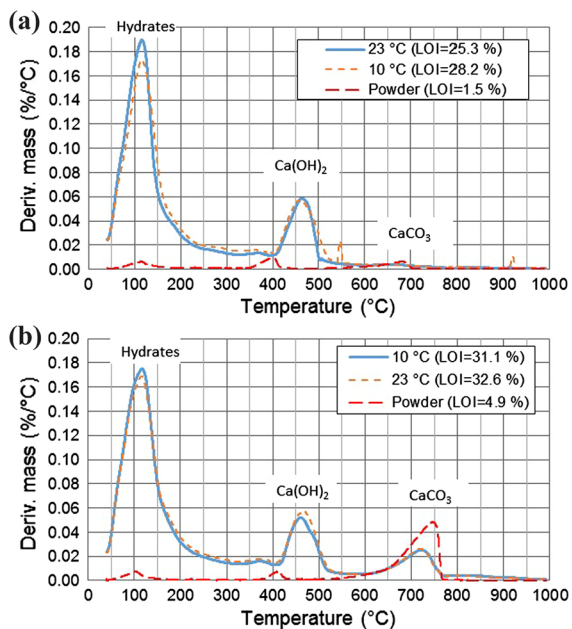 (a)
Hydrates
23 °C (LOI=25.3 %)
10 °C (LOI=28.2 %)
Powder (LOI=1.5 %)
Ca(OH)2
CaCO3
Deriv. mass (%/°C)
0.20
0.18
0.16
0.14
0.12
0.10
0.08
0.06
0.04
0.02
0.00
0 100 200 300 400 500 600 700 800 900 1000
Temperature (°C)
(b)
Hydrates
10 °C (LOI=31.1 %)
23 °C (LOI=32.6 %)
Powder (LOI=4.9 %)
Ca(OH)2
CaCO3
Deriv. mass (%/°C)
0.20
0.18
0.16
0.14
0.12
0.10
0.08
0.06
0.04
0.02
0.00
0 100 200 300 400 500 600 700 800 900 1000
Temperature (°C)